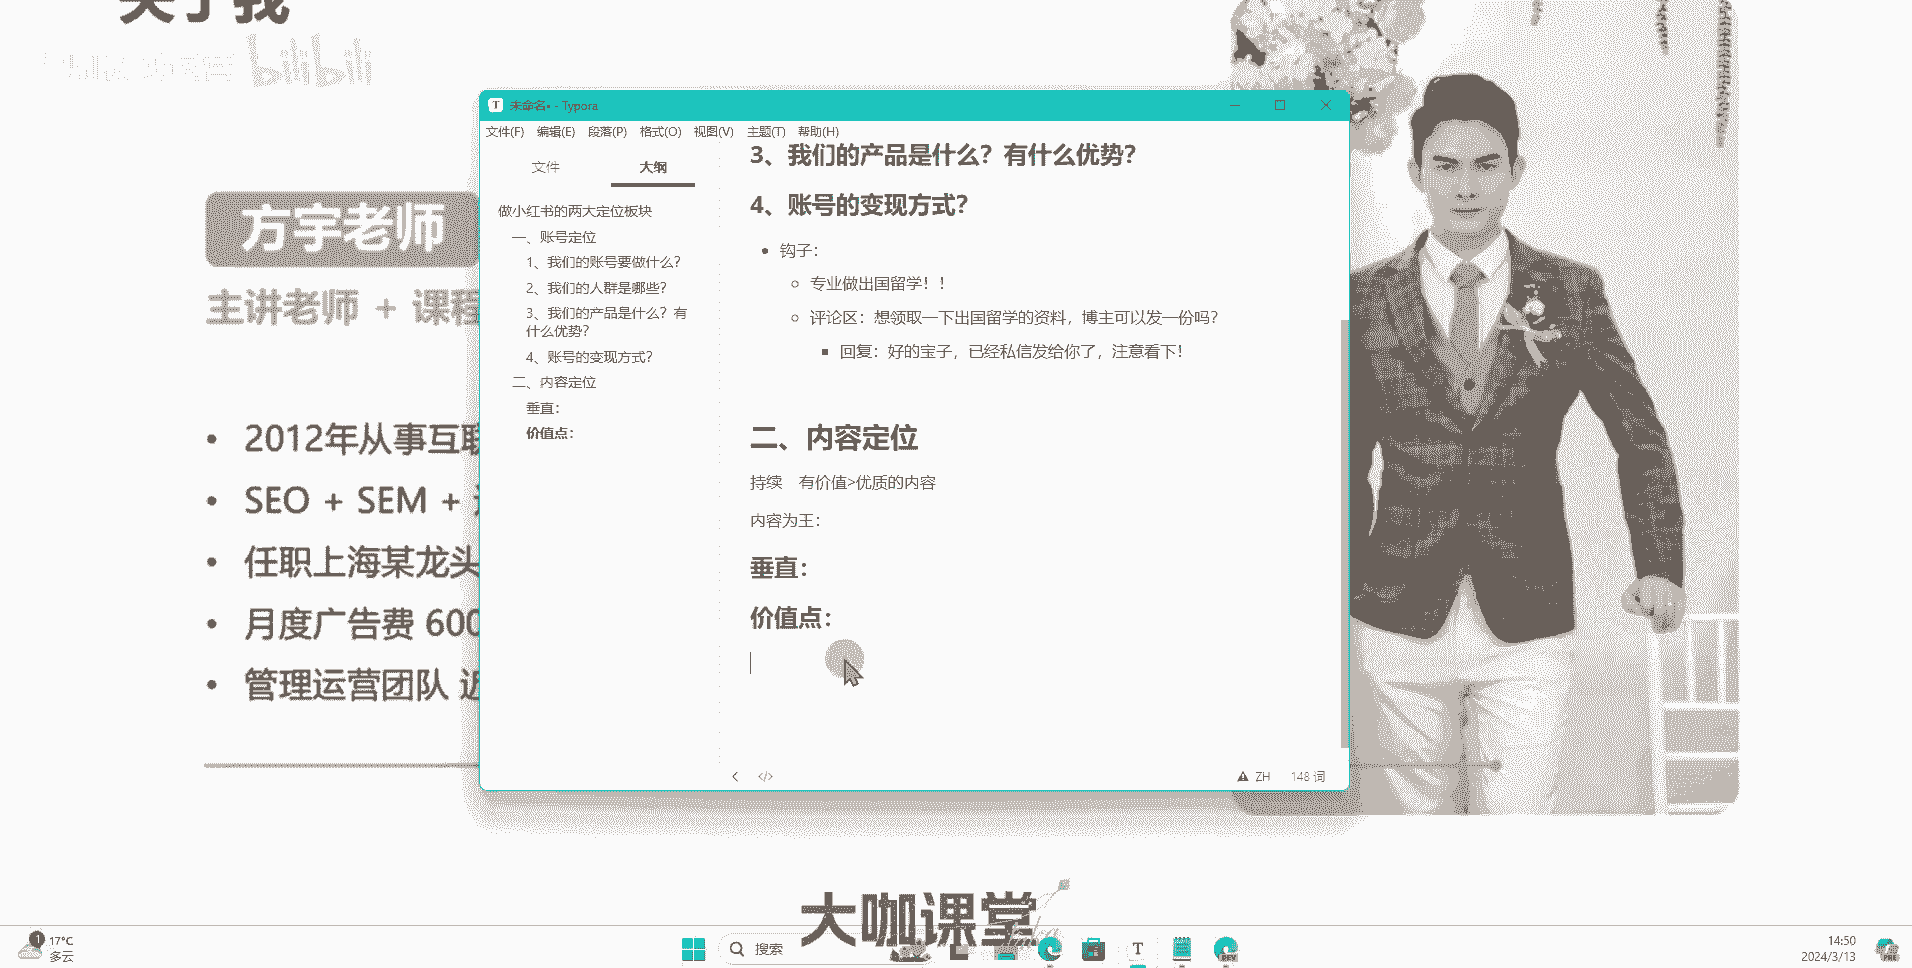 关于我
bilibili
方宇老师
主讲老师 + 课程
• 2012年从事互联
• SEO + SEM +
• 任职上海某龙头
• 月度广告费 600
• 管理运营团队 近
未命名• - Typora
文件(F) 编辑(E) 段落(P) 格式(O) 视图(V) 主题(T) 帮助(H)
文件 大纲
做小红书的两大定位板块
一、账号定位
1、我们的账号要做什么?
2、我们的人群是哪些?
3、我们的产品是什么? 有
什么优势?
4、账号的变现方式?
二、内容定位
垂直:
价值点:
3、我们的产品是什么? 有什么优势?
4、账号的变现方式?
• 钩子:
专业做出国留学! !
评论区: 想领取一下出国留学的资料, 博主可以发一份吗?
回复: 好的宝子, 已经私信发给你了, 注意看下!
二、内容定位
持续 有价值>优质的内容
内容为王:
垂直:
价值点:
</> ZH 148 词
大咖课堂
1 17°C
多云
搜索
T
DEV
14:50
2024/3/13
PRE